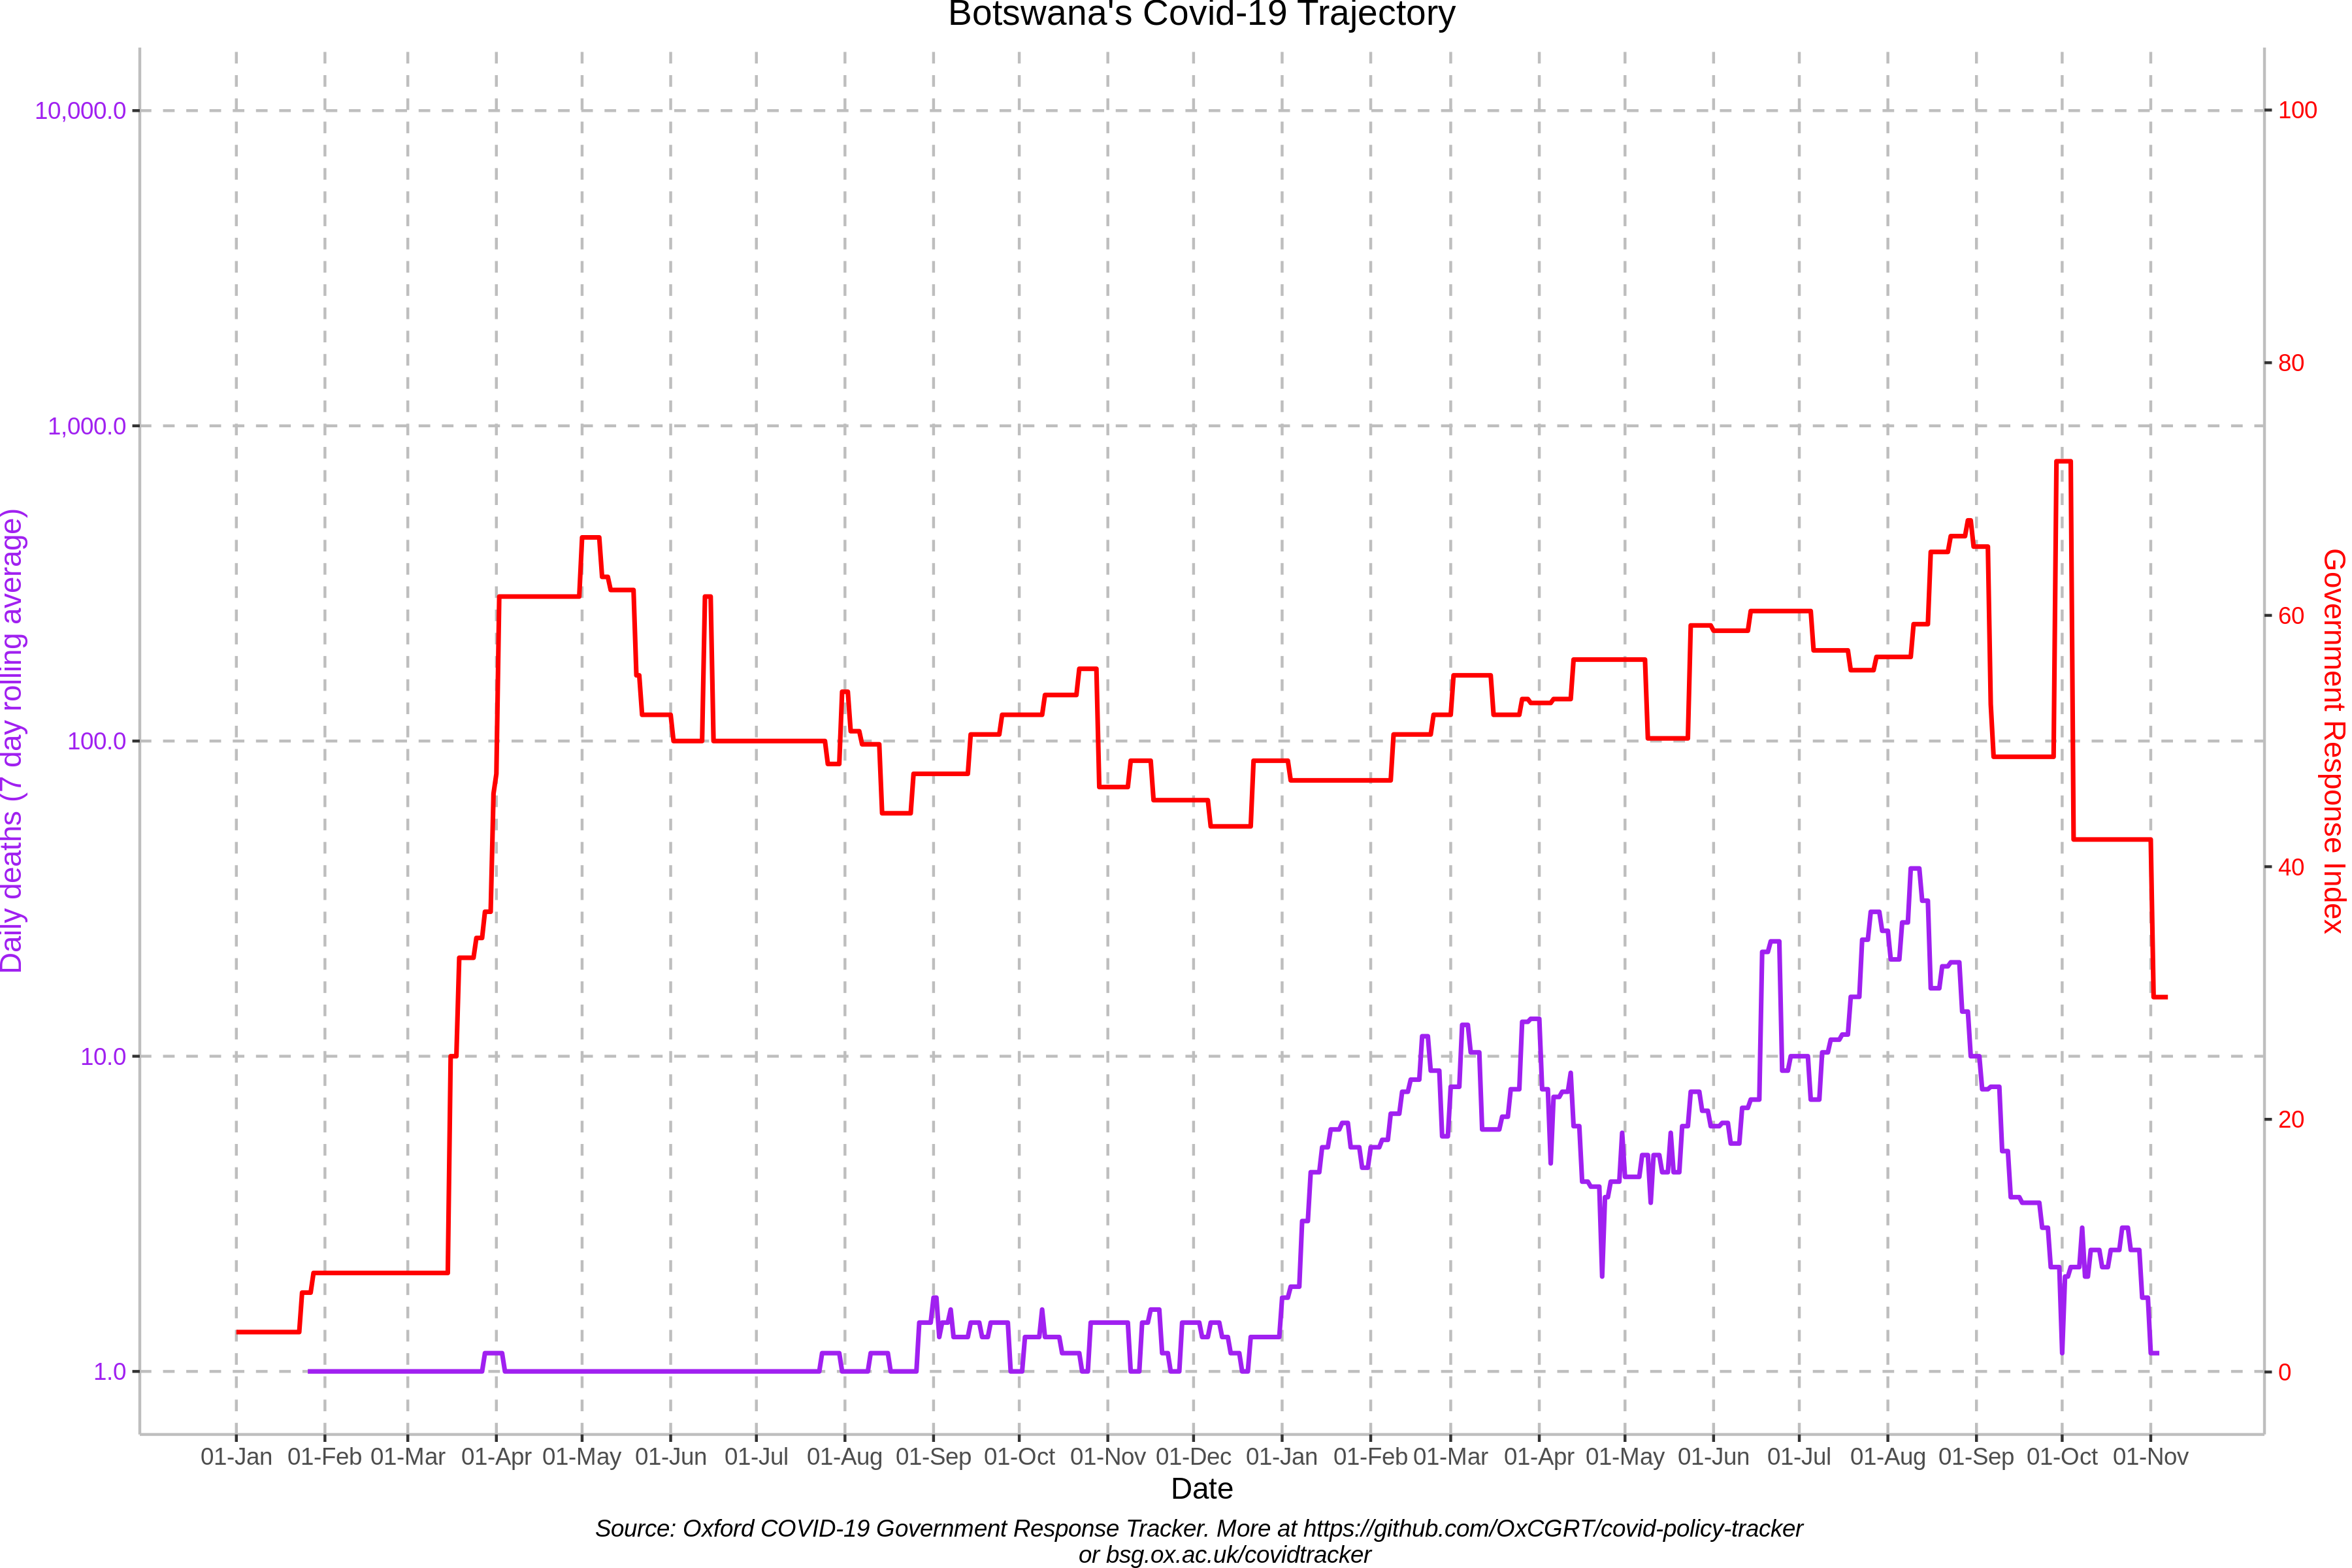 Botswana's Covid-19 Trajectory
10,000.0
1,000.0
100.0
10.0
1.0
Daily deaths (7 day rolling average)
100
80
60
40
20
0
Government Response Index
01-Jan 01-Feb 01-Mar 01-Apr 01-May 01-Jun 01-Jul 01-Aug 01-Sep 01-Oct 01-Nov 01-Dec 01-Jan 01-Feb 01-Mar 01-Apr 01-May 01-Jun 01-Jul 01-Aug 01-Sep 01-Oct 01-Nov
Date
Source: Oxford COVID-19 Government Response Tracker. More at https://github.com/OxCGRT/covid-policy-tracker
or bsg.ox.ac.uk/covidtracker